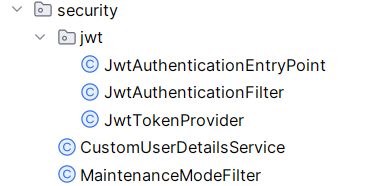 security
jwt
JwtAuthenticationEntryPoint
JwtAuthenticationFilter
JwtTokenProvider
CustomUserDetailsService
MaintenanceModeFilter